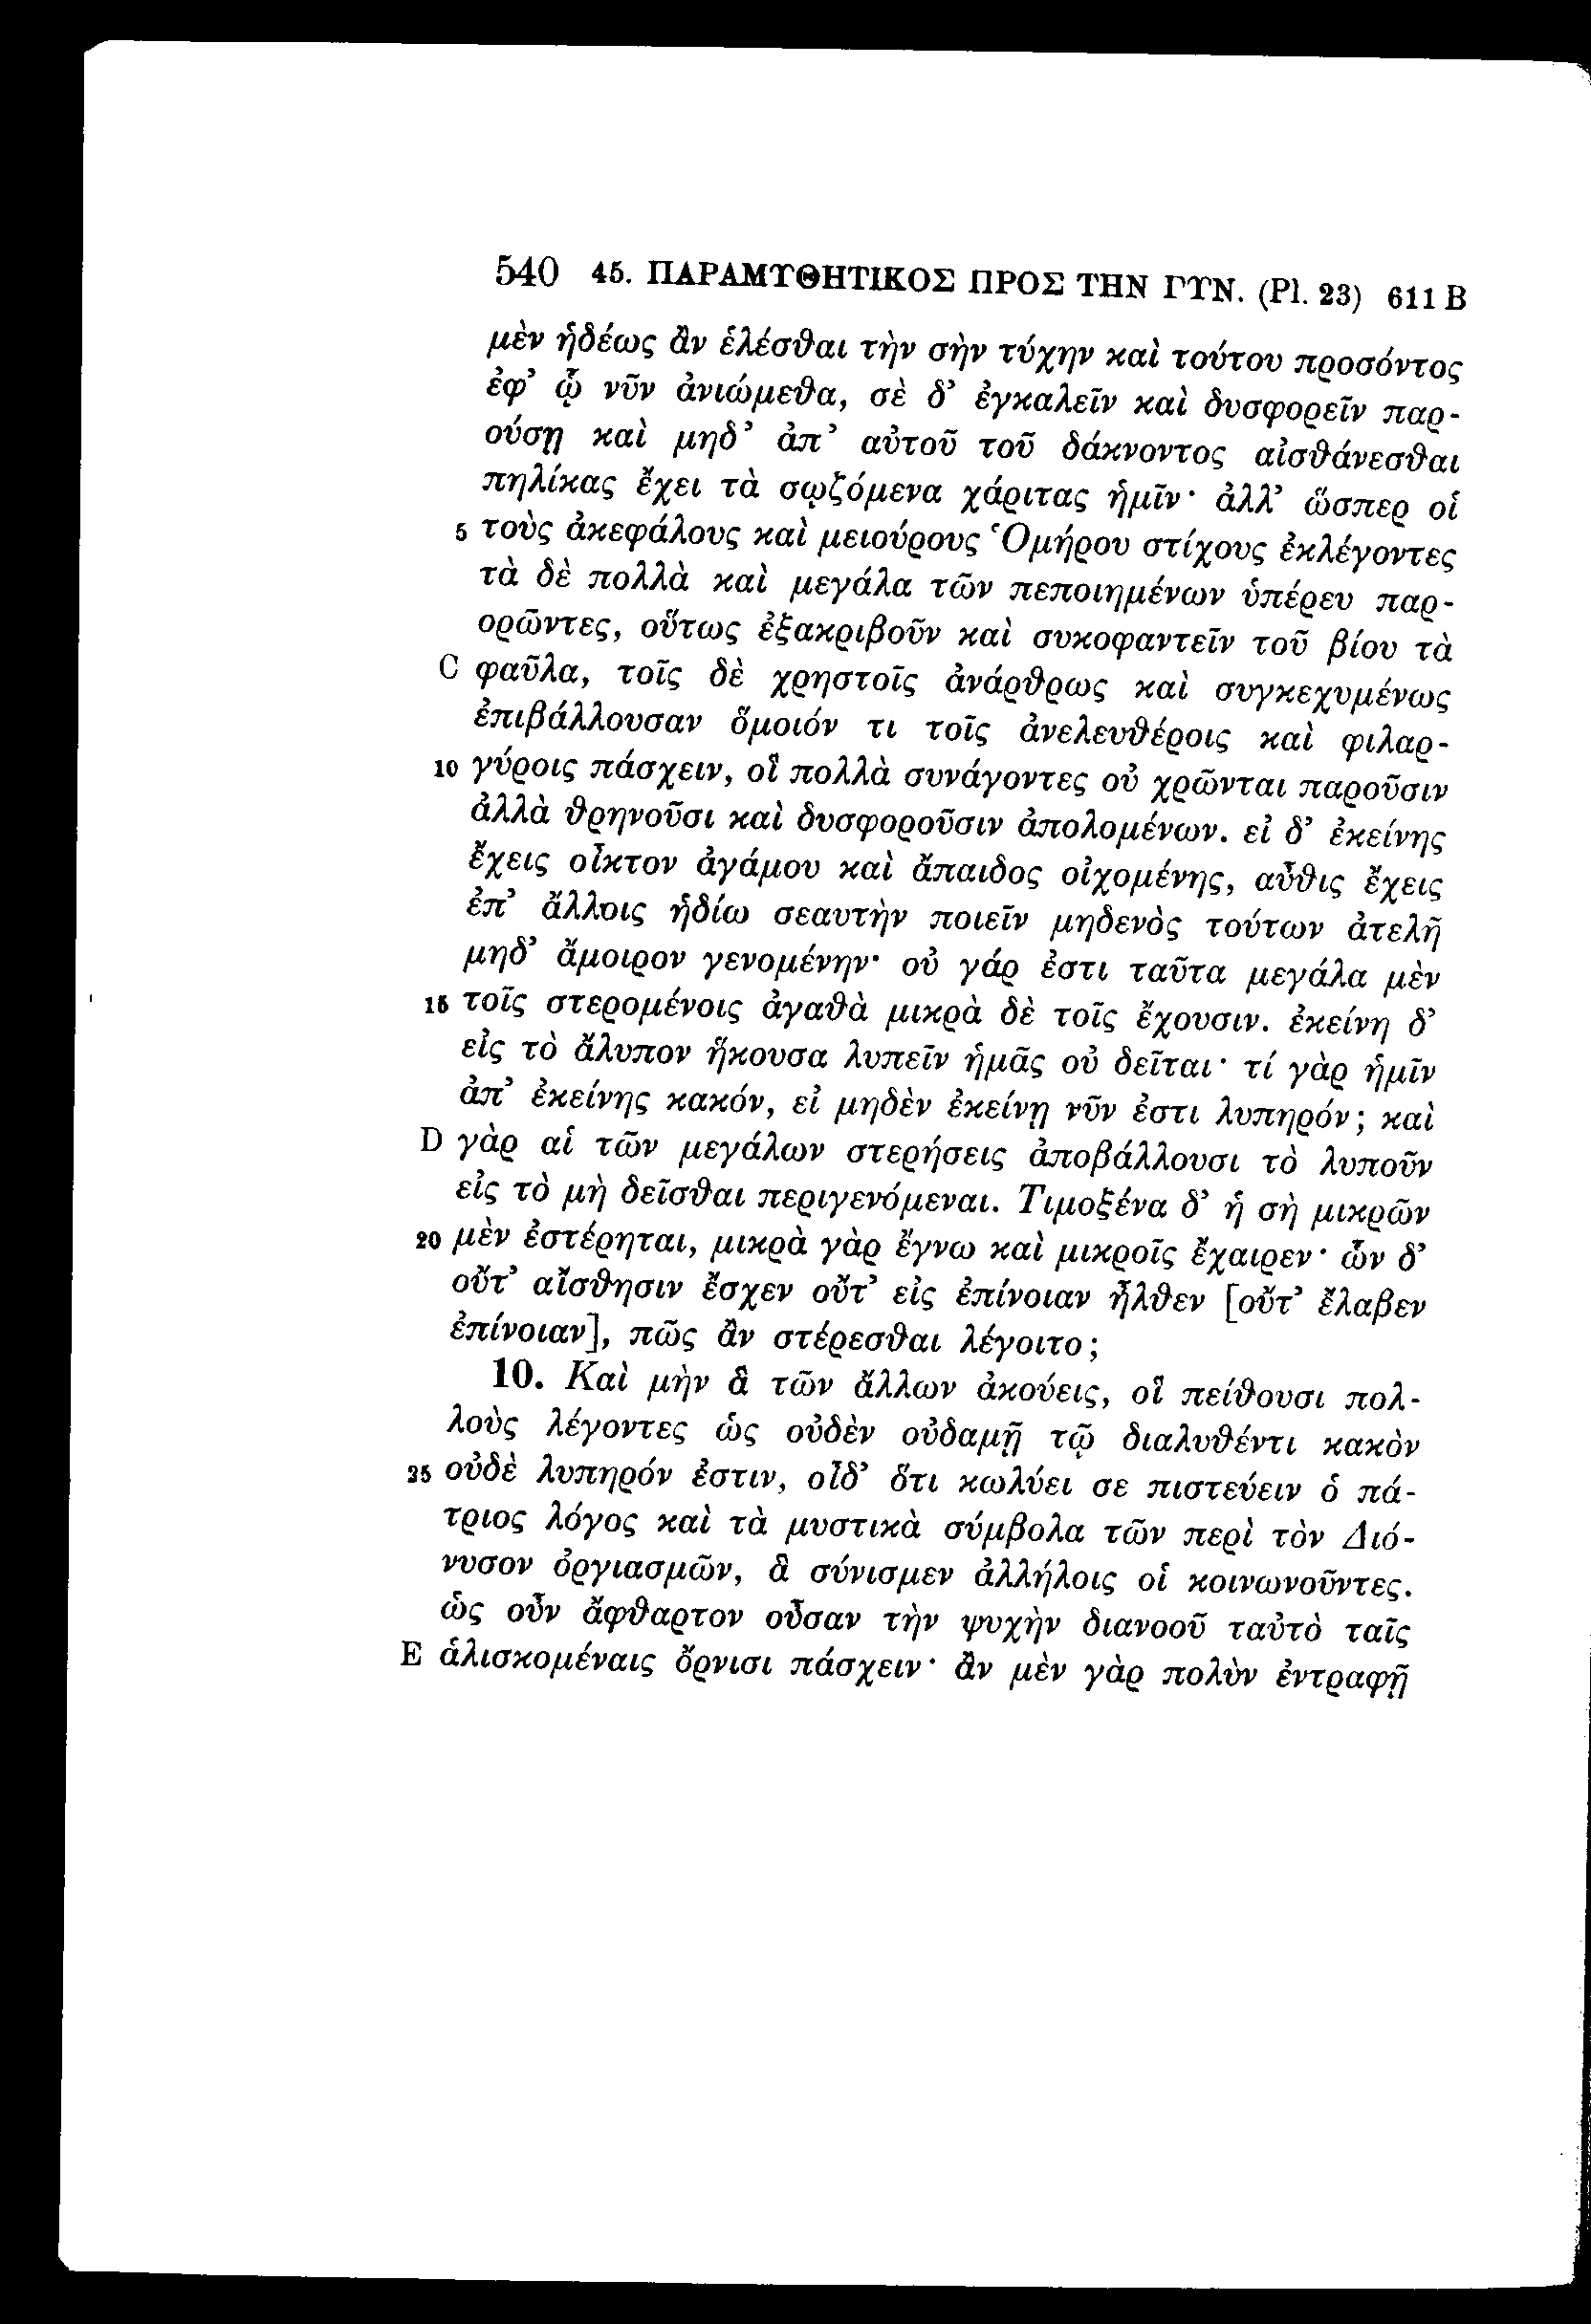 540 45. ΠΑΡΑΜΥΘΗΤΙΚΟΣ ΠΡΟΣ ΤΗΝ ΓΥΝ. (Pl. 23) 611 B
μὲν ἡδέως ἂν ἑλέσθαι τὴν σὴν τύχην καὶ τούτου προσόντος
ἐφ’ ᾧ νῦν ἀνιώμεθα, σὲ δ’ ἐγκαλεῖν καὶ δυσφορεῖν παρ-
ούσῃ καὶ μηδ’ ἀπ’ αὐτοῦ τοῦ δάκνοντος αἰσθάνεσθαι
πηλίκας ἔχει τὰ σῳζόμενα χάριτας ἡμῖν· ἀλλ’ ὥσπερ οἱ
5 τοὺς ἀκεφάλους καὶ μειούρους Ὁμήρου στίχους ἐκλέγοντες
τὰ δὲ πολλὰ καὶ μεγάλα τῶν πεποιημένων ὑπέρευ παρ-
ορῶντες, οὕτως ἐξακριβοῦν καὶ συκοφαντεῖν τοῦ βίου τὰ
C φαῦλα, τοῖς δὲ χρηστοῖς ἀνάρθρως καὶ συγκεχυμένως
ἐπιβάλλουσαν ὅμοιόν τι τοῖς ἀνελευθέροις καὶ φιλαρ-
10 γύροις πάσχειν, οἳ πολλὰ συνάγοντες οὐ χρῶνται παροῦσιν
ἀλλὰ θρηνοῦσι καὶ δυσφοροῦσιν ἀπολομένων. εἰ δ’ ἐκείνης
ἔχεις οἶκτον ἀγάμου καὶ ἄπαιδος οἰχομένης, αὖθις ἔχεις
ἐπ’ ἄλλοις ἡδίω σεαυτὴν ποιεῖν μηδενὸς τούτων ἀτελῆ
μηδ’ ἄμοιρον γενομένην· οὐ γάρ ἐστι ταῦτα μεγάλα μὲν
15 τοῖς στερομένοις ἀγαθὰ μικρὰ δὲ τοῖς ἔχουσιν. ἐκείνη δ’
εἰς τὸ ἄλυπον ἥκουσα λυπεῖν ἡμᾶς οὐ δεῖται· τί γὰρ ἡμῖν
ἀπ’ ἐκείνης κακόν, εἰ μηδὲν ἐκείνῃ νῦν ἐστι λυπηρόν; καὶ
D γὰρ αἱ τῶν μεγάλων στερήσεις ἀποβάλλουσι τὸ λυποῦν
εἰς τὸ μὴ δεῖσθαι περιγενόμεναι. Τιμοξένα δ’ ἡ σὴ μικρῶν
20 μὲν ἐστέρηται, μικρὰ γὰρ ἔγνω καὶ μικροῖς ἔχαιρεν· ὧν δ’
οὔτ’ αἴσθησιν ἔσχεν οὔτ’ εἰς ἐπίνοιαν ἦλθεν [οὔτ’ ἔλαβεν
ἐπίνοιαν], πῶς ἂν στέρεσθαι λέγοιτο;
10. Καὶ μὴν ἃ τῶν ἄλλων ἀκούεις, οἳ πείθουσι πολ-
λοὺς λέγοντες ὡς οὐδὲν οὐδαμῇ τῷ διαλυθέντι κακὸν
25 οὐδὲ λυπηρόν ἐστιν, οἶδ’ ὅτι κωλύει σε πιστεύειν ὁ πά-
τριος λόγος καὶ τὰ μυστικὰ σύμβολα τῶν περὶ τὸν Διό-
νυσον ὀργιασμῶν, ἃ σύνισμεν ἀλλήλοις οἱ κοινωνοῦντες.
ὡς οὖν ἄφθαρτον οὖσαν τὴν ψυχὴν διανοοῦ ταὐτὸ ταῖς
E ἁλισκομέναις ὄρνισι πάσχειν· ἂν μὲν γὰρ πολὺν ἐντραφῇ